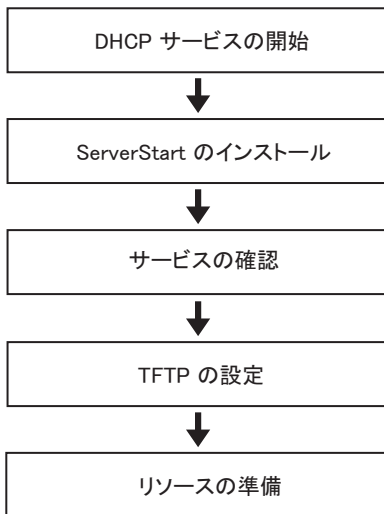 DHCP サービスの開始
ServerStart のインストール
サービスの確認
TFTP の設定
リソースの準備